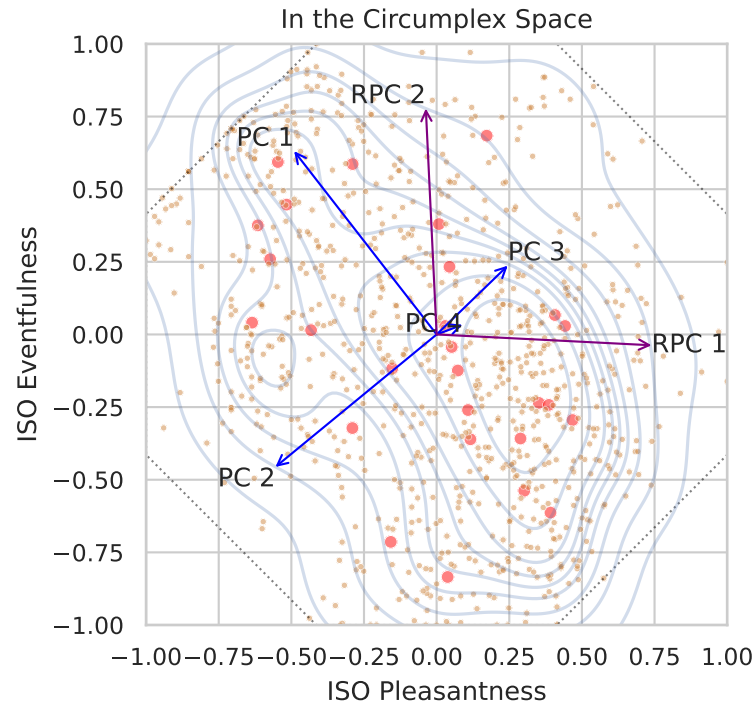 In the Circumplex Space
1.00
RPC 2
0.75
PC 1
0.50
PC 3
0.25
PC 4
0.00
RPC 1
−0.25
PC 2
−0.50
−0.75
−1.00
ISO Eventfulness
−1.00 −0.75 −0.50 −0.25 0.00 0.25 0.50 0.75 1.00
ISO Pleasantness